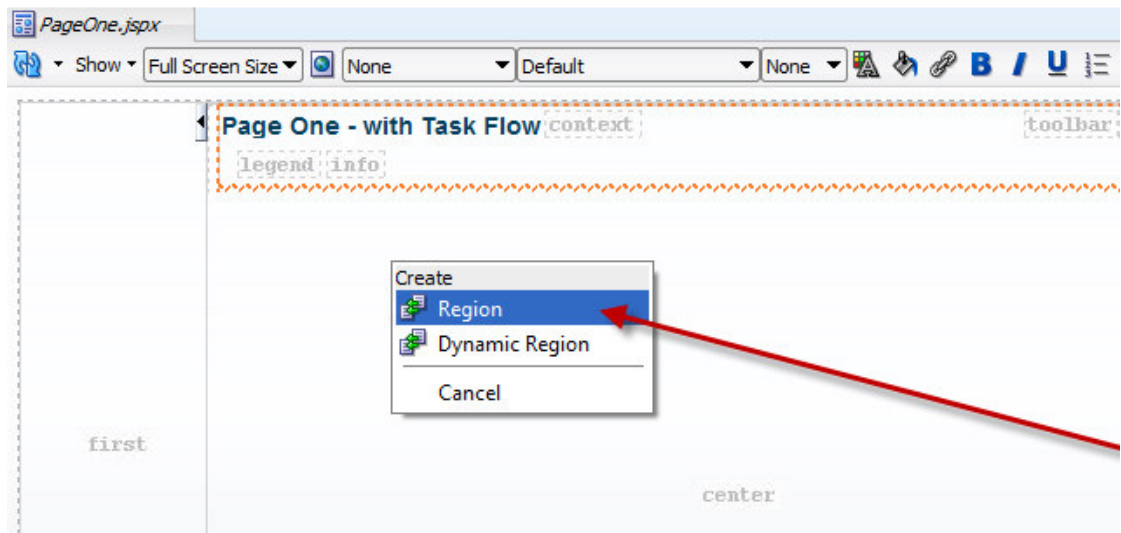 PageOne.jspx
Show Full Screen Size None Default None B I U
Page One - with Task Flow context toolbar
legend info
Create
Region
Dynamic Region
Cancel
first
center